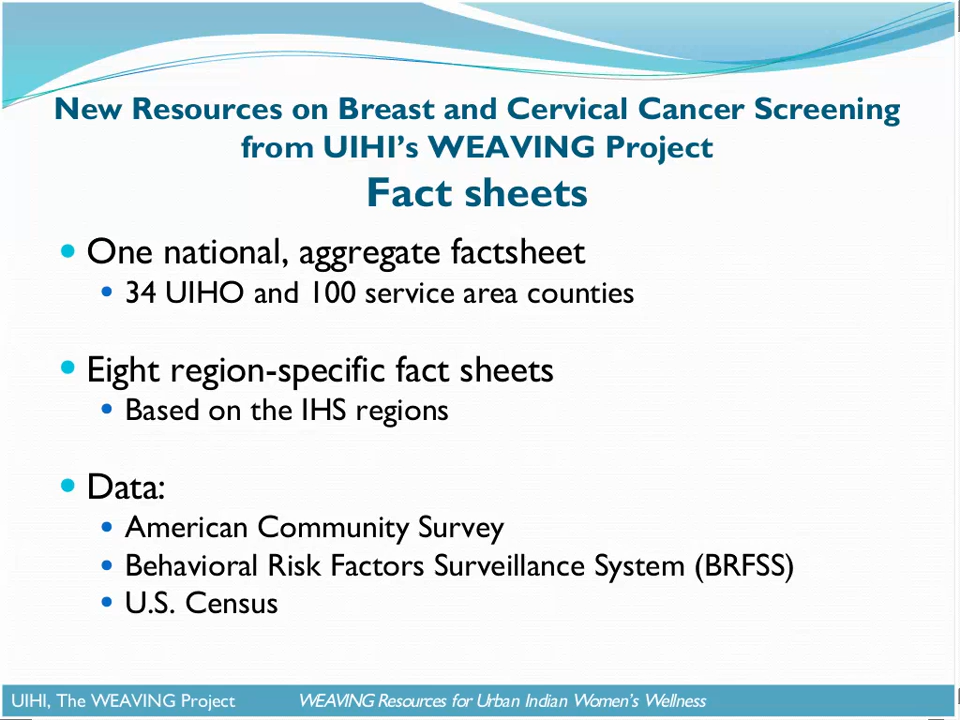 New Resources on Breast and Cervical Cancer Screening
from UIHI’s WEAVING Project
Fact sheets
• One national, aggregate factsheet
• 34 UIHO and 100 service area counties
• Eight region-specific fact sheets
• Based on the IHS regions
• Data:
• American Community Survey
• Behavioral Risk Factors Surveillance System (BRFSS)
• U.S. Census
UIHI, The WEAVING Project WEAVING Resources for Urban Indian Women’s Wellness